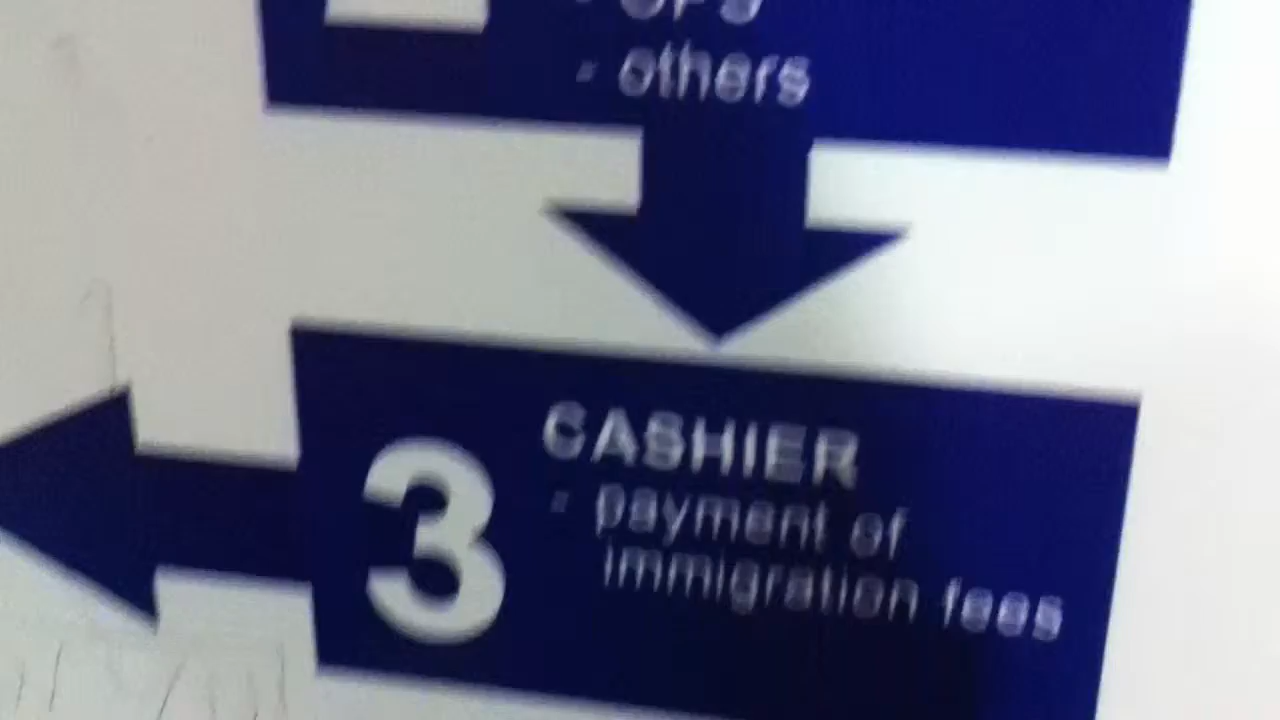 - others
3
CASHIER
- payment of
immigration fees